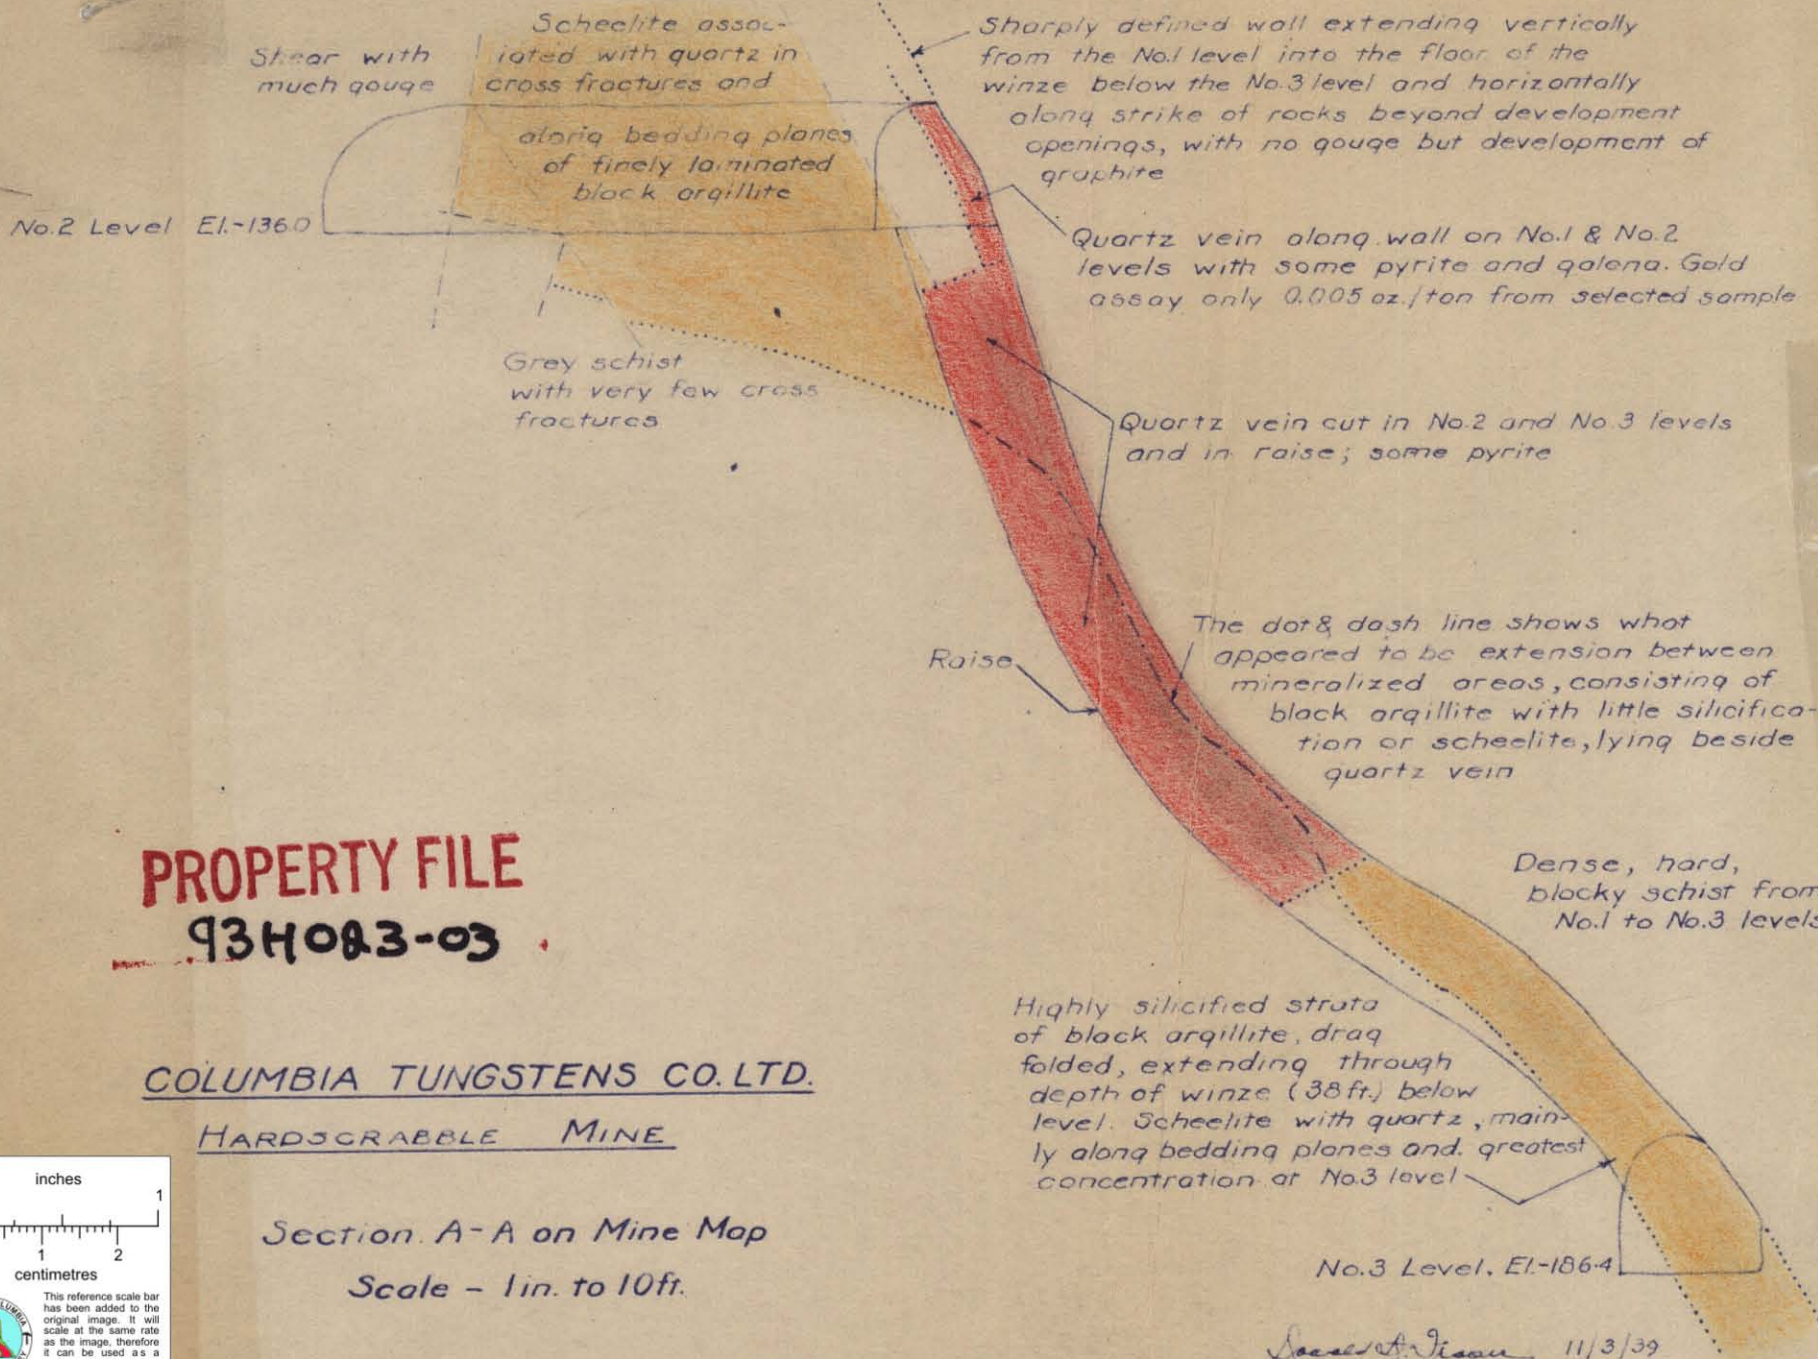 Shear with
much gouge
Scheelite assoc-
iated with quartz in
cross fractures and
along bedding planes
of finely laminated
black argillite
Sharply defined wall extending vertically
from the No.1 level into the floor of the
winze below the No.3 level and horizontally
along strike of rocks beyond development
openings, with no gouge but development of
graphite
No.2 Level El.-136.0
Quartz vein along wall on No.1 & No.2
levels with some pyrite and galena. Gold
assay only 0.005 oz./ton from selected sample
Grey schist
with very few cross
fractures
Quartz vein cut in No.2 and No.3 levels
and in raise; some pyrite
The dot & dash line shows what
appeared to be extension between
mineralized areas, consisting of
black argillite with little silicifica-
tion or scheelite, lying beside
quartz vein
Raise
Dense, hard,
blocky schist from
No.1 to No.3 levels
PROPERTY FILE
93H023-03
Highly silicified strata
of black argillite, drag
folded, extending through
depth of winze (38 ft.) below
level. Scheelite with quartz, main-
ly along bedding planes and. greatest
concentration at No.3 level
COLUMBIA TUNGSTENS CO. LTD.
HARDSCRABBLE MINE
Section. A-A on Mine Map
Scale - 1 in. to 10 ft.
No.3 Level. El.-186.4
11/3/39
inches
1
1 2
centimetres
This reference scale bar
has been added to the
original image. It will
scale at the same rate
as the image, therefore
it can be used as a